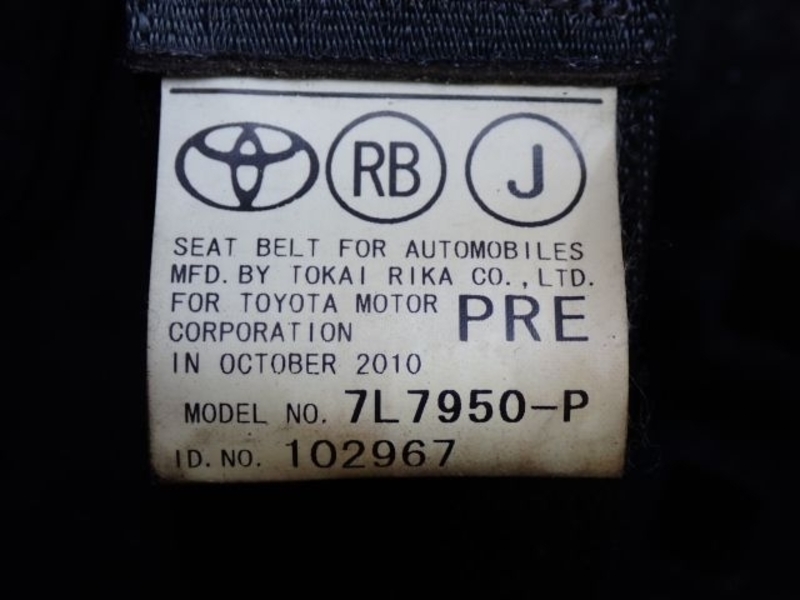 RB J
SEAT BELT FOR AUTOMOBILES
MFD. BY TOKAI RIKA CO., LTD.
FOR TOYOTA MOTOR PRE
CORPORATION
IN OCTOBER 2010
MODEL NO. 7L7950-P
ID. NO. 102967